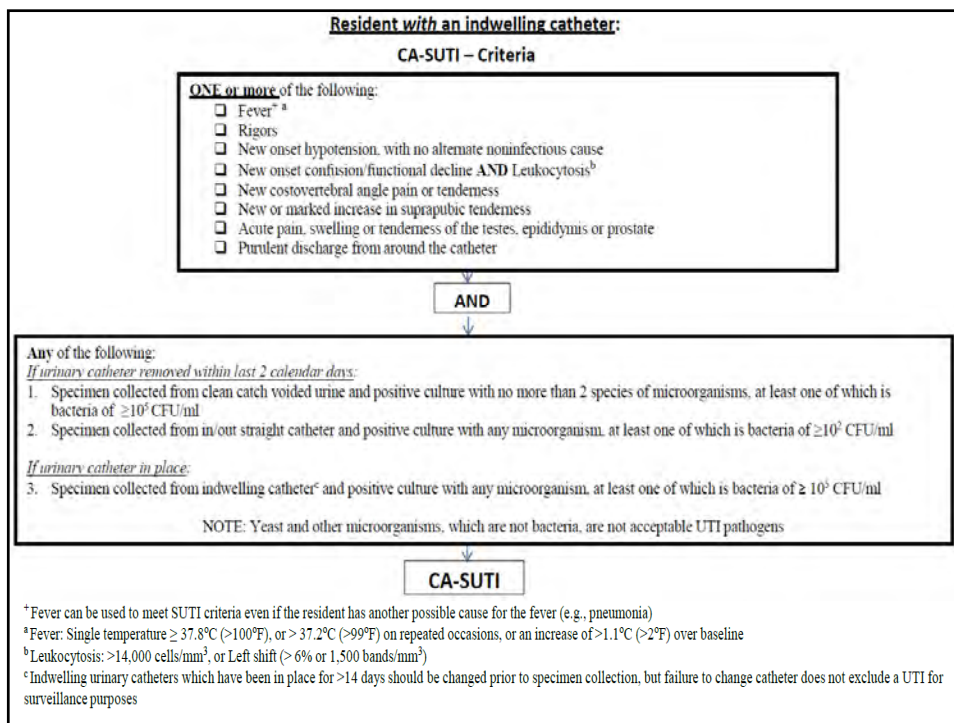 Resident with an indwelling catheter:
CA-SUTI – Criteria
ONE or more of the following:
❑ Fever⁺ ᵃ
❑ Rigors
❑ New onset hypotension, with no alternate noninfectious cause
❑ New onset confusion/functional decline AND Leukocytosisᵇ
❑ New costovertebral angle pain or tenderness
❑ New or marked increase in suprapubic tenderness
❑ Acute pain, swelling or tenderness of the testes, epididymis or prostate
❑ Purulent discharge from around the catheter
AND
Any of the following:
If urinary catheter removed within last 2 calendar days:
1. Specimen collected from clean catch voided urine and positive culture with no more than 2 species of microorganisms, at least one of which is
bacteria of ≥10⁵ CFU/ml
2. Specimen collected from in/out straight catheter and positive culture with any microorganism, at least one of which is bacteria of ≥10² CFU/ml
If urinary catheter in place:
3. Specimen collected from indwelling catheterᶜ and positive culture with any microorganism, at least one of which is bacteria of ≥ 10⁵ CFU/ml
NOTE: Yeast and other microorganisms, which are not bacteria, are not acceptable UTI pathogens
CA-SUTI
⁺Fever can be used to meet SUTI criteria even if the resident has another possible cause for the fever (e.g., pneumonia)
ᵃFever: Single temperature ≥ 37.8⁰C (>100⁰F), or > 37.2⁰C (>99⁰F) on repeated occasions, or an increase of >1.1⁰C (>2⁰F) over baseline
ᵇLeukocytosis: >14,000 cells/mm³, or Left shift (> 6% or 1,500 bands/mm³)
ᶜIndwelling urinary catheters which have been in place for >14 days should be changed prior to specimen collection, but failure to change catheter does not exclude a UTI for
surveillance purposes